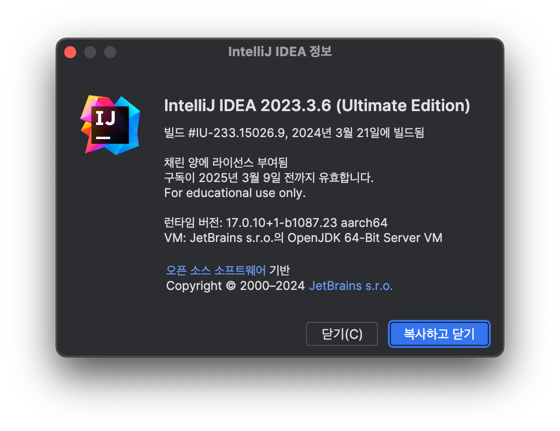 IntelliJ IDEA 정보
IJ
IntelliJ IDEA 2023.3.6 (Ultimate Edition)
빌드 #IU-233.15026.9, 2024년 3월 21일에 빌드됨
채린 양에 라이선스 부여됨
구독이 2025년 3월 9일 전까지 유효합니다.
For educational use only.
런타임 버전: 17.0.10+1-b1087.23 aarch64
VM: JetBrains s.r.o.의 OpenJDK 64-Bit Server VM
오픈 소스 소프트웨어 기반
Copyright © 2000–2024 JetBrains s.r.o.
닫기(C) 복사하고 닫기